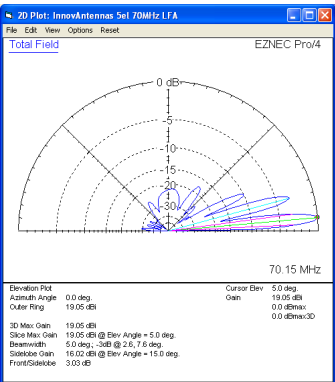 2D Plot: InnovAntennas 5el 70MHz LFA
File Edit View Options Reset
Total Field
EZNEC Pro/4
0 dB
-5
-10
-15
-20
-30
70.15 MHz
Elevation Plot
Azimuth Angle 0.0 deg.
Outer Ring 19.05 dBi
3D Max Gain 19.05 dBi
Slice Max Gain 19.05 dBi @ Elev Angle = 5.0 deg.
Beamwidth 5.0 deg.; -3dB @ 2.6, 7.6 deg.
Sidelobe Gain 16.02 dBi @ Elev Angle = 15.0 deg.
Front/Sidelobe 3.03 dB
Cursor Elev 5.0 deg.
Gain 19.05 dBi
0.0 dBmax
0.0 dBmax3D